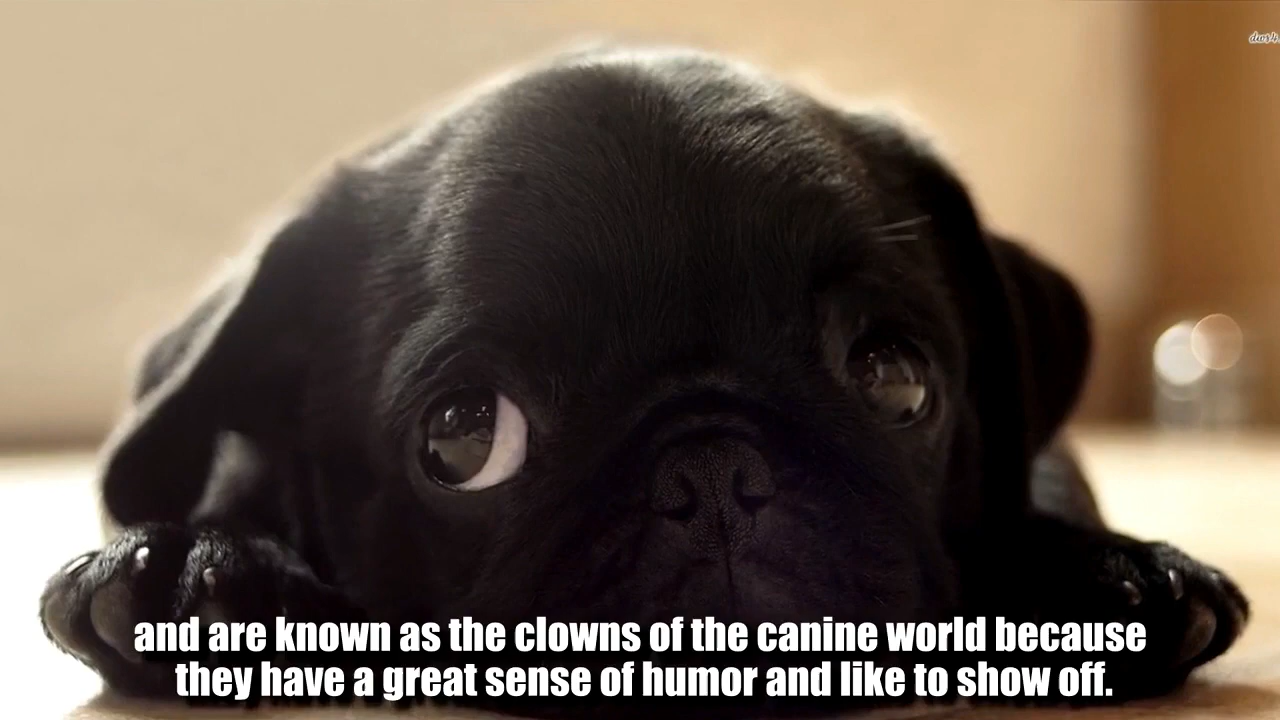 and are known as the clowns of the canine world because
they have a great sense of humor and like to show off.